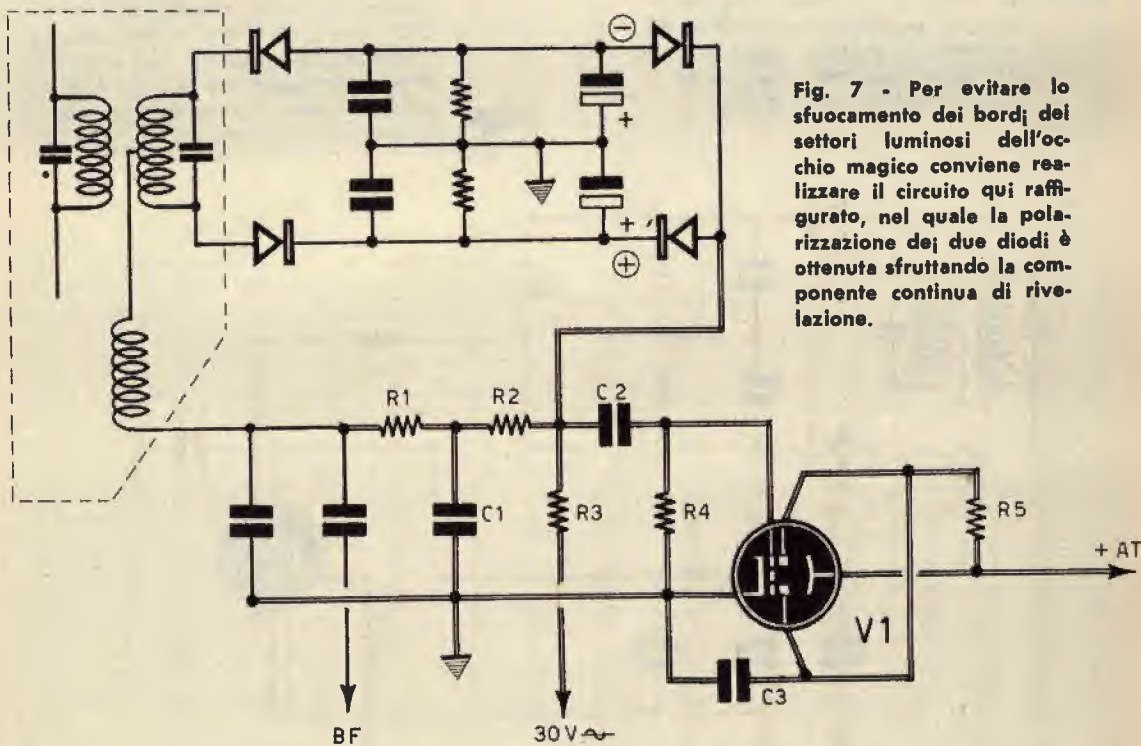 Fig. 7 - Per evitare lo
sfuocamento dei bordi dei
settori luminosi dell'oc-
chio magico conviene rea-
lizzare il circuito qui raffi-
gurato, nel quale la pola-
rizzazione dei due diodi è
ottenuta sfruttando la com-
ponente continua di rive-
lazione.
−
+
+
+
R1
R2
C2
C1
R3
R4
R5
+ AT
V1
C3
BF
30V~